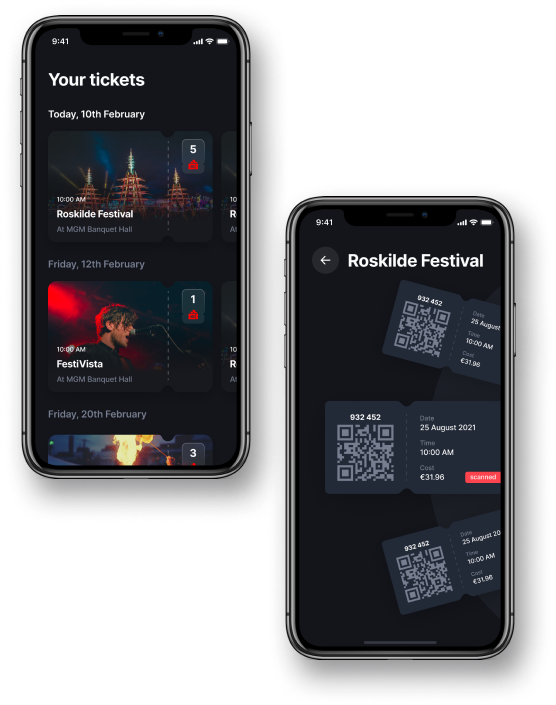 9:41
Your tickets
Today, 10th February
5
10:00 AM
10
Roskilde Festival
R
At MGM Banquet Hall
At
Friday, 12th February
1
10:00 AM
10
FestiVista
R
At MGM Banquet Hall
At
Friday, 20th February
3
9:41
Roskilde Festival
932 452
Date
25 August
Time
10:00 AM
Cost
€31.96
932 452
Date
25 August 2021
Time
10:00 AM
Cost
€31.96
scanned
932 452
Date
25 August 20
Time
10:00 AM
Cost
€31.96